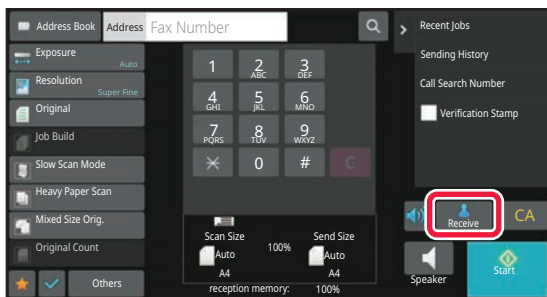 Address Book
Address
Fax Number
Recent Jobs
Sending History
Call Search Number
Verification Stamp
Exposure
Auto
Resolution
Super Fine
Original
Job Build
Slow Scan Mode
Heavy Paper Scan
Mixed Size Orig.
Original Count
Others
1
2
ABC
3
DEF
4
GHI
5
JKL
6
MNO
7
PQRS
8
TUV
9
WXYZ
0
#
C
Scan Size
Auto
A4
100%
Send Size
Auto
A4
reception memory: 100%
Receive
CA
Speaker
Start